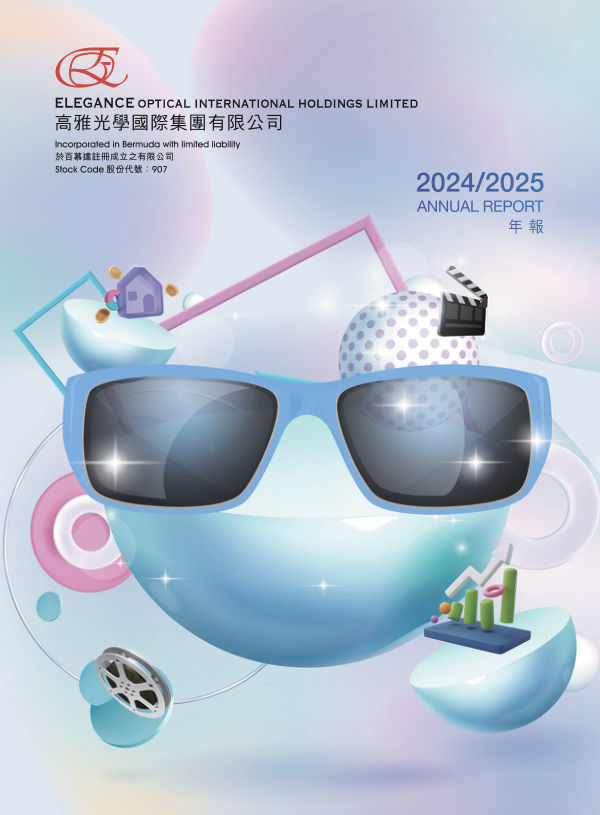 ELEGANCE OPTICAL INTERNATIONAL HOLDINGS LIMITED
高雅光學國際集團有限公司
Incorporated in Bermuda with limited liability
於百慕達註冊成立之有限公司
Stock Code 股份代號：907
2024/2025
ANNUAL REPORT
年報